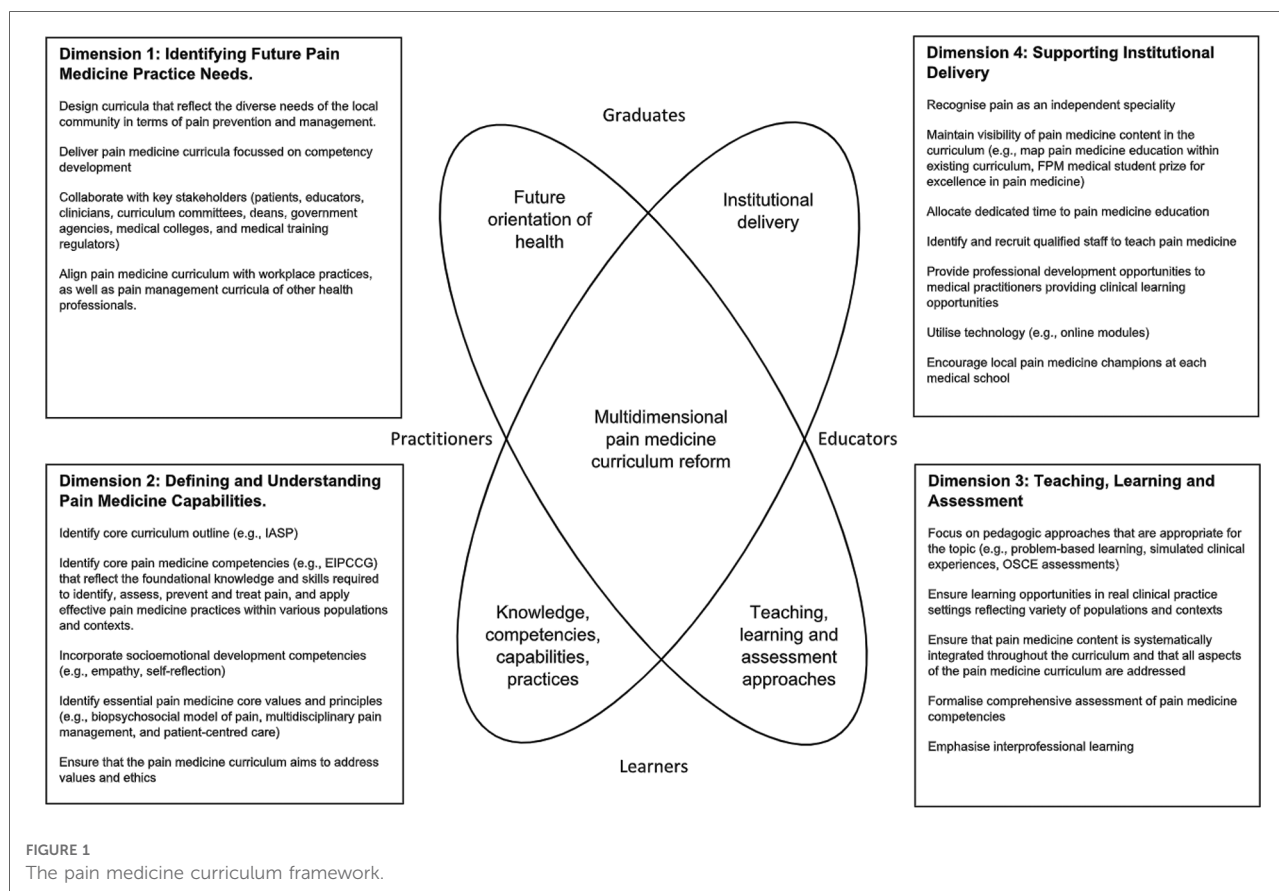 Dimension 1: Identifying Future Pain
Medicine Practice Needs.
Design curricula that reflect the diverse needs of the local
community in terms of pain prevention and management.
Deliver pain medicine curricula focussed on competency
development
Collaborate with key stakeholders (patients, educators,
clinicians, curriculum committees, deans, government
agencies, medical colleges, and medical training
regulators)
Align pain medicine curriculum with workplace practices,
as well as pain management curricula of other health
professionals.
Dimension 2: Defining and Understanding
Pain Medicine Capabilities.
Identify core curriculum outline (e.g., IASP)
Identify core pain medicine competencies (e.g., EIPCCG)
that reflect the foundational knowledge and skills required
to identify, assess, prevent and treat pain, and apply
effective pain medicine practices within various populations
and contexts.
Incorporate socioemotional development competencies
(e.g., empathy, self-reflection)
Identify essential pain medicine core values and principles
(e.g., biopsychosocial model of pain, multidisciplinary pain
management, and patient-centred care)
Ensure that the pain medicine curriculum aims to address
values and ethics
Graduates
Future
orientation of
health
Institutional
delivery
Practitioners
Multidimensional
pain medicine
curriculum reform
Educators
Knowledge,
competencies,
capabilities,
practices
Teaching,
learning and
assessment
approaches
Learners
Dimension 4: Supporting Institutional
Delivery
Recognise pain as an independent speciality
Maintain visibility of pain medicine content in the
curriculum (e.g., map pain medicine education within
existing curriculum, FPM medical student prize for
excellence in pain medicine)
Allocate dedicated time to pain medicine education
Identify and recruit qualified staff to teach pain medicine
Provide professional development opportunities to
medical practitioners providing clinical learning
opportunities
Utilise technology (e.g., online modules)
Encourage local pain medicine champions at each
medical school
Dimension 3: Teaching, Learning and
Assessment
Focus on pedagogic approaches that are appropriate for
the topic (e.g., problem-based learning, simulated clinical
experiences, OSCE assessments)
Ensure learning opportunities in real clinical practice
settings reflecting variety of populations and contexts
Ensure that pain medicine content is systematically
integrated throughout the curriculum and that all aspects
of the pain medicine curriculum are addressed
Formalise comprehensive assessment of pain medicine
competencies
Emphasise interprofessional learning
FIGURE 1
The pain medicine curriculum framework.